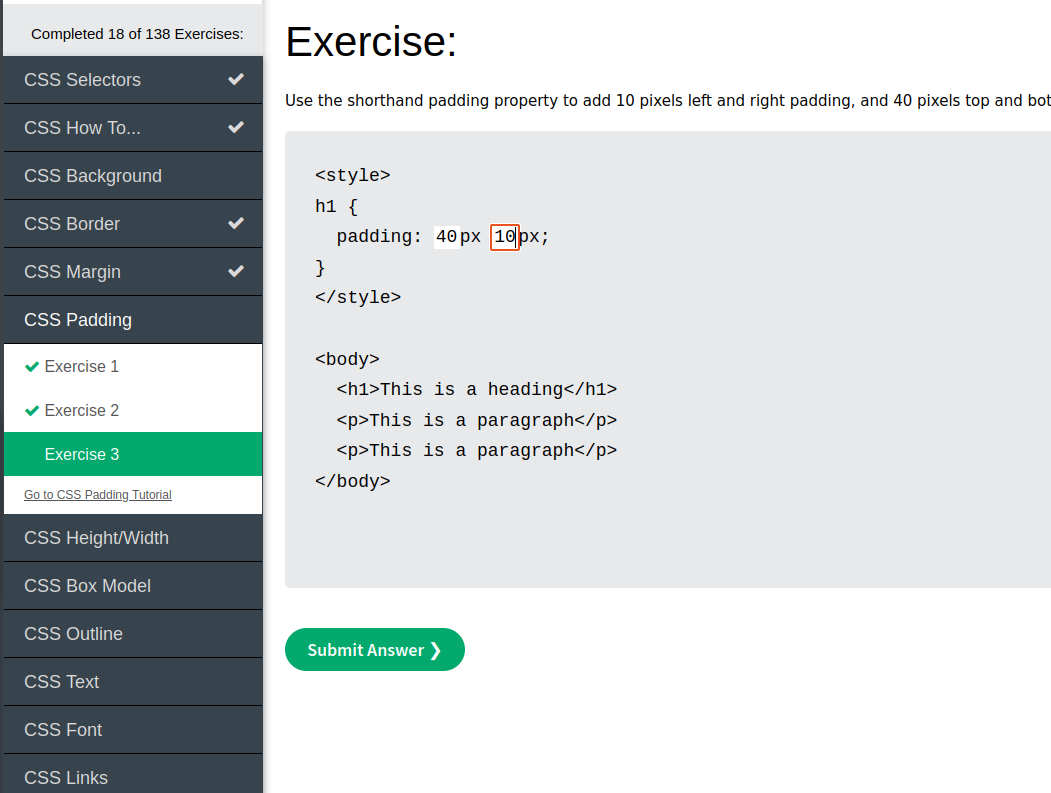 Completed 18 of 138 Exercises:
CSS Selectors
CSS How To...
CSS Background
CSS Border
CSS Margin
CSS Padding
Exercise 1
Exercise 2
Exercise 3
Go to CSS Padding Tutorial
CSS Height/Width
CSS Box Model
CSS Outline
CSS Text
CSS Font
CSS Links
Exercise:
Use the shorthand padding property to add 10 pixels left and right padding, and 40 pixels top and bot
<style>
h1 {
padding: 40px 10px;
}
</style>
<body>
<h1>This is a heading</h1>
<p>This is a paragraph</p>
<p>This is a paragraph</p>
</body>
Submit Answer ❯